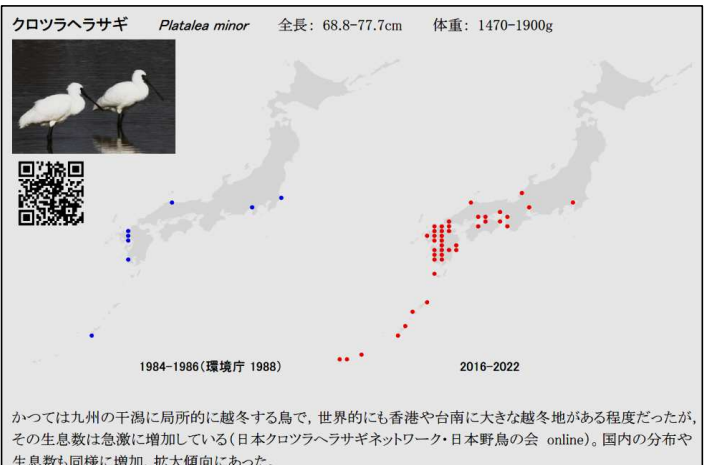 クロツラヘラサギ Platalea minor 全長: 68.8-77.7cm 体重: 1470-1900g
1984-1986(環境庁 1988) 2016-2022
かつては九州の干潟に局所的に越冬する鳥で, 世界的にも香港や台南に大きな越冬地がある程度だったが,
その生息数は急激に増加している(日本クロツラヘラサギネットワーク・日本野鳥の会 online)。国内の分布や
生息数も同様に増加, 拡大傾向にあった。